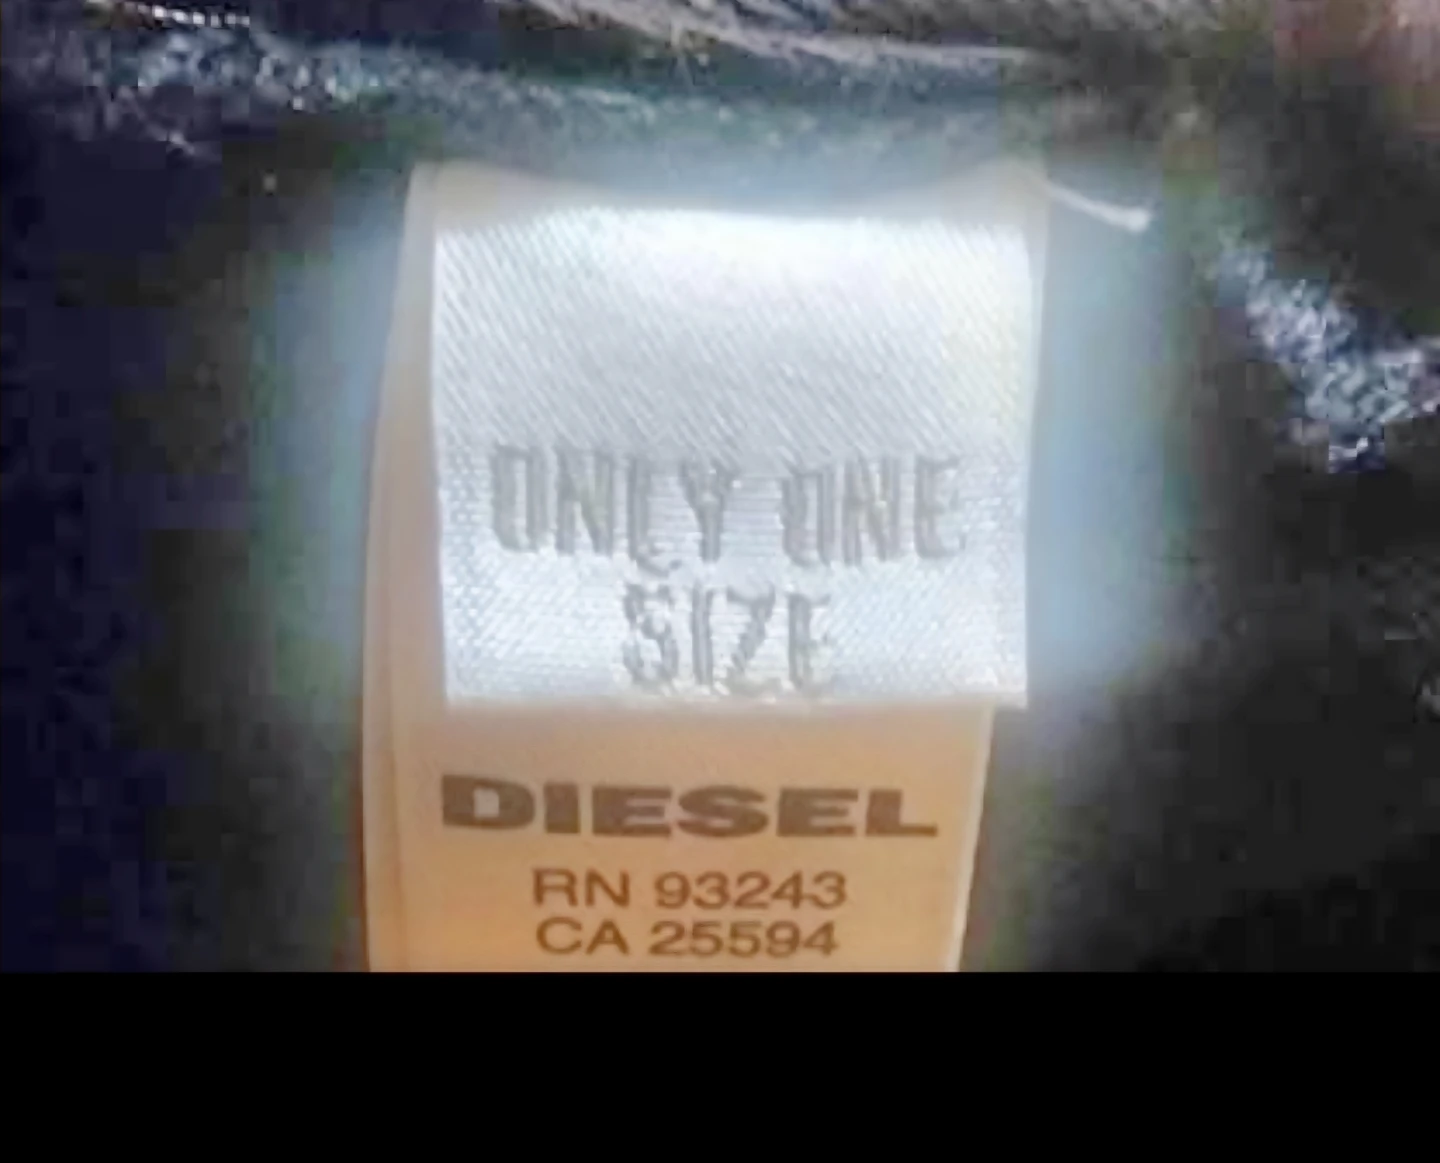 ONLY ONE
SIZE
DIESEL
RN 93243
CA 25594